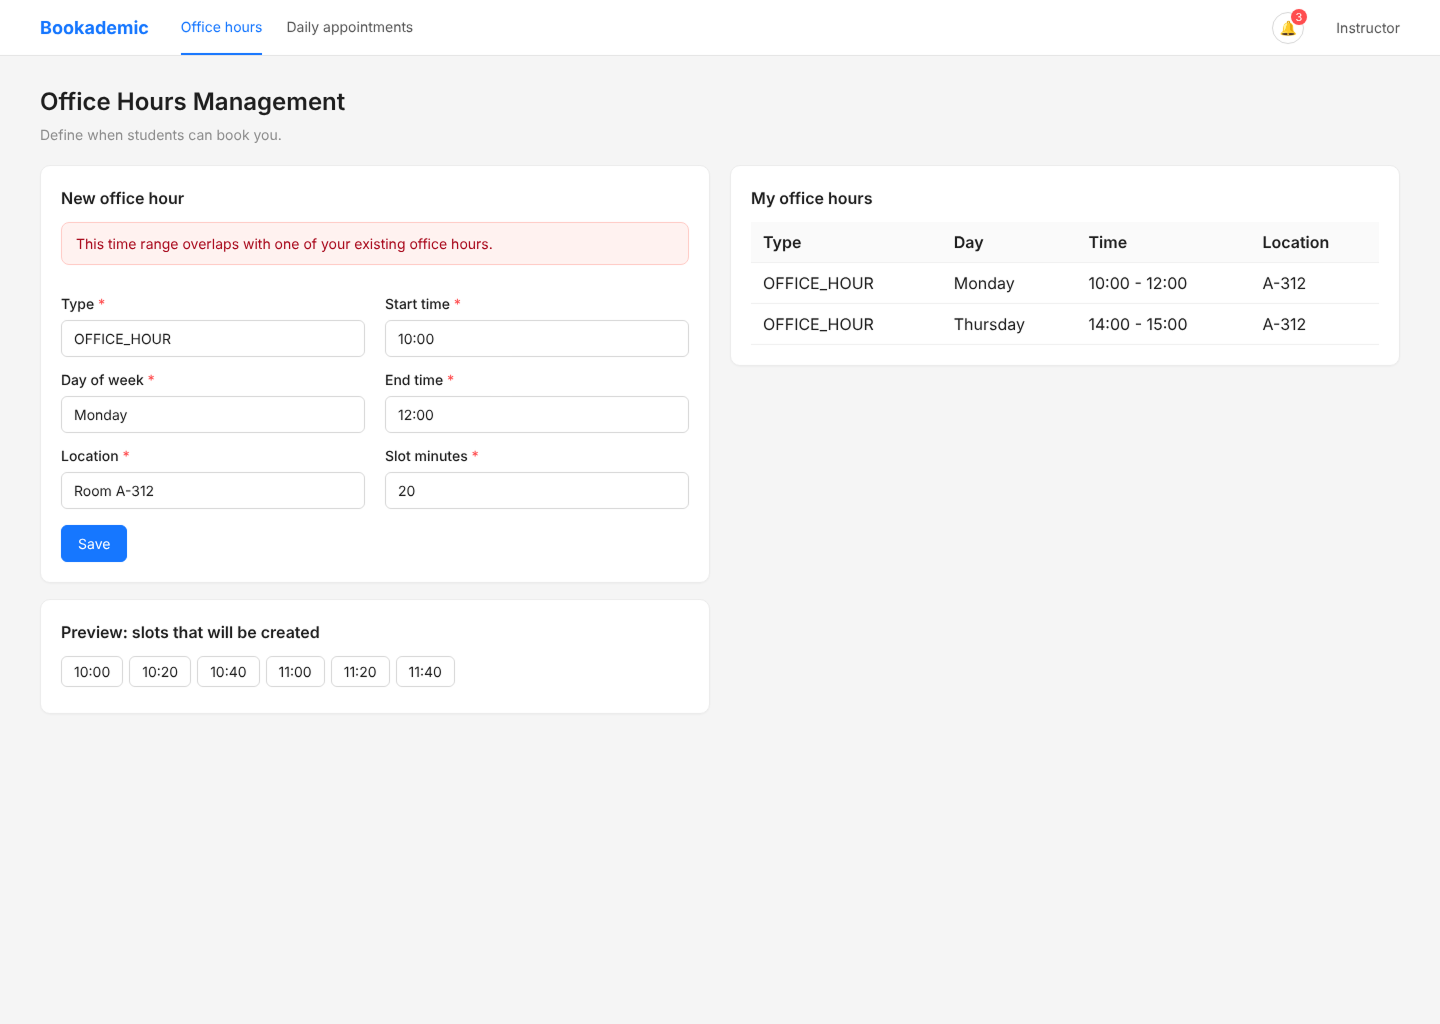 Bookademic Office hours Daily appointments 3 Instructor
Office Hours Management
Define when students can book you.
New office hour
This time range overlaps with one of your existing office hours.
Type * Start time *
OFFICE_HOUR 10:00
Day of week * End time *
Monday 12:00
Location * Slot minutes *
Room A-312 20
Save
Preview: slots that will be created
10:00 10:20 10:40 11:00 11:20 11:40
My office hours
Type Day Time Location
OFFICE_HOUR Monday 10:00 - 12:00 A-312
OFFICE_HOUR Thursday 14:00 - 15:00 A-312